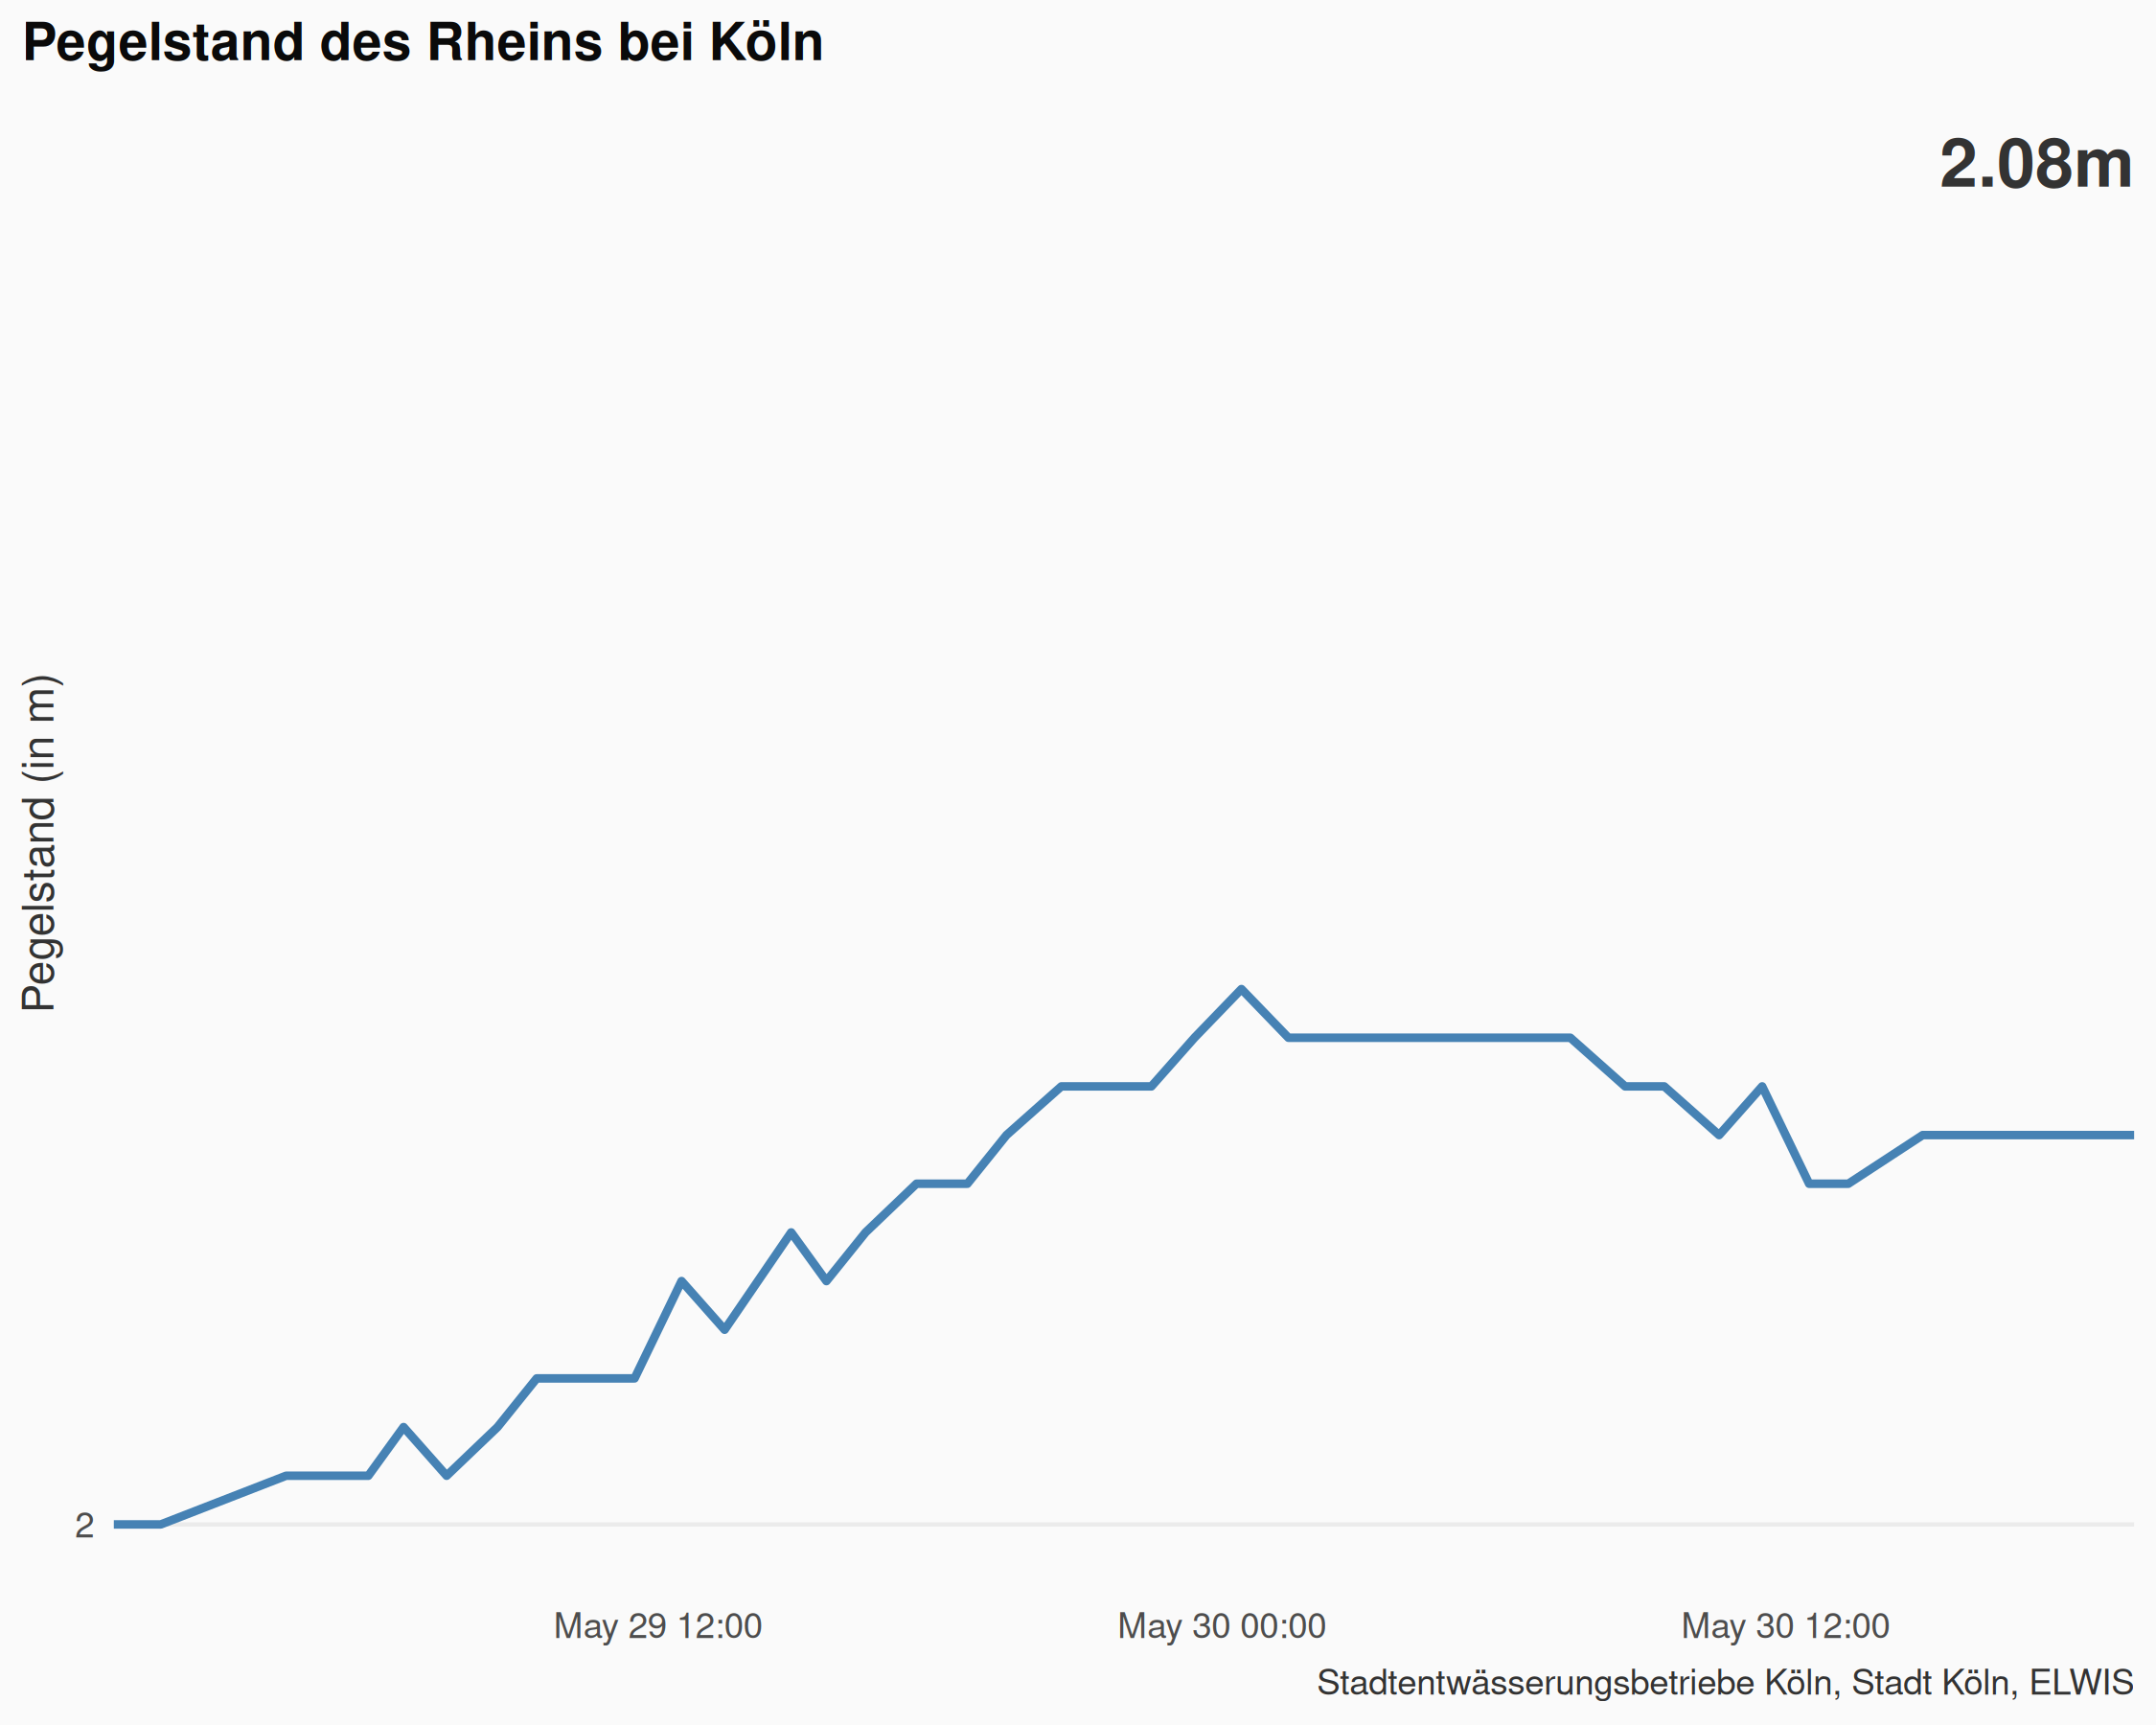 Pegelstand des Rheins bei Köln
2.08m
Pegelstand (in m)
2
May 29 12:00
May 30 00:00
May 30 12:00
Stadtentwässerungsbetriebe Köln, Stadt Köln, ELWIS